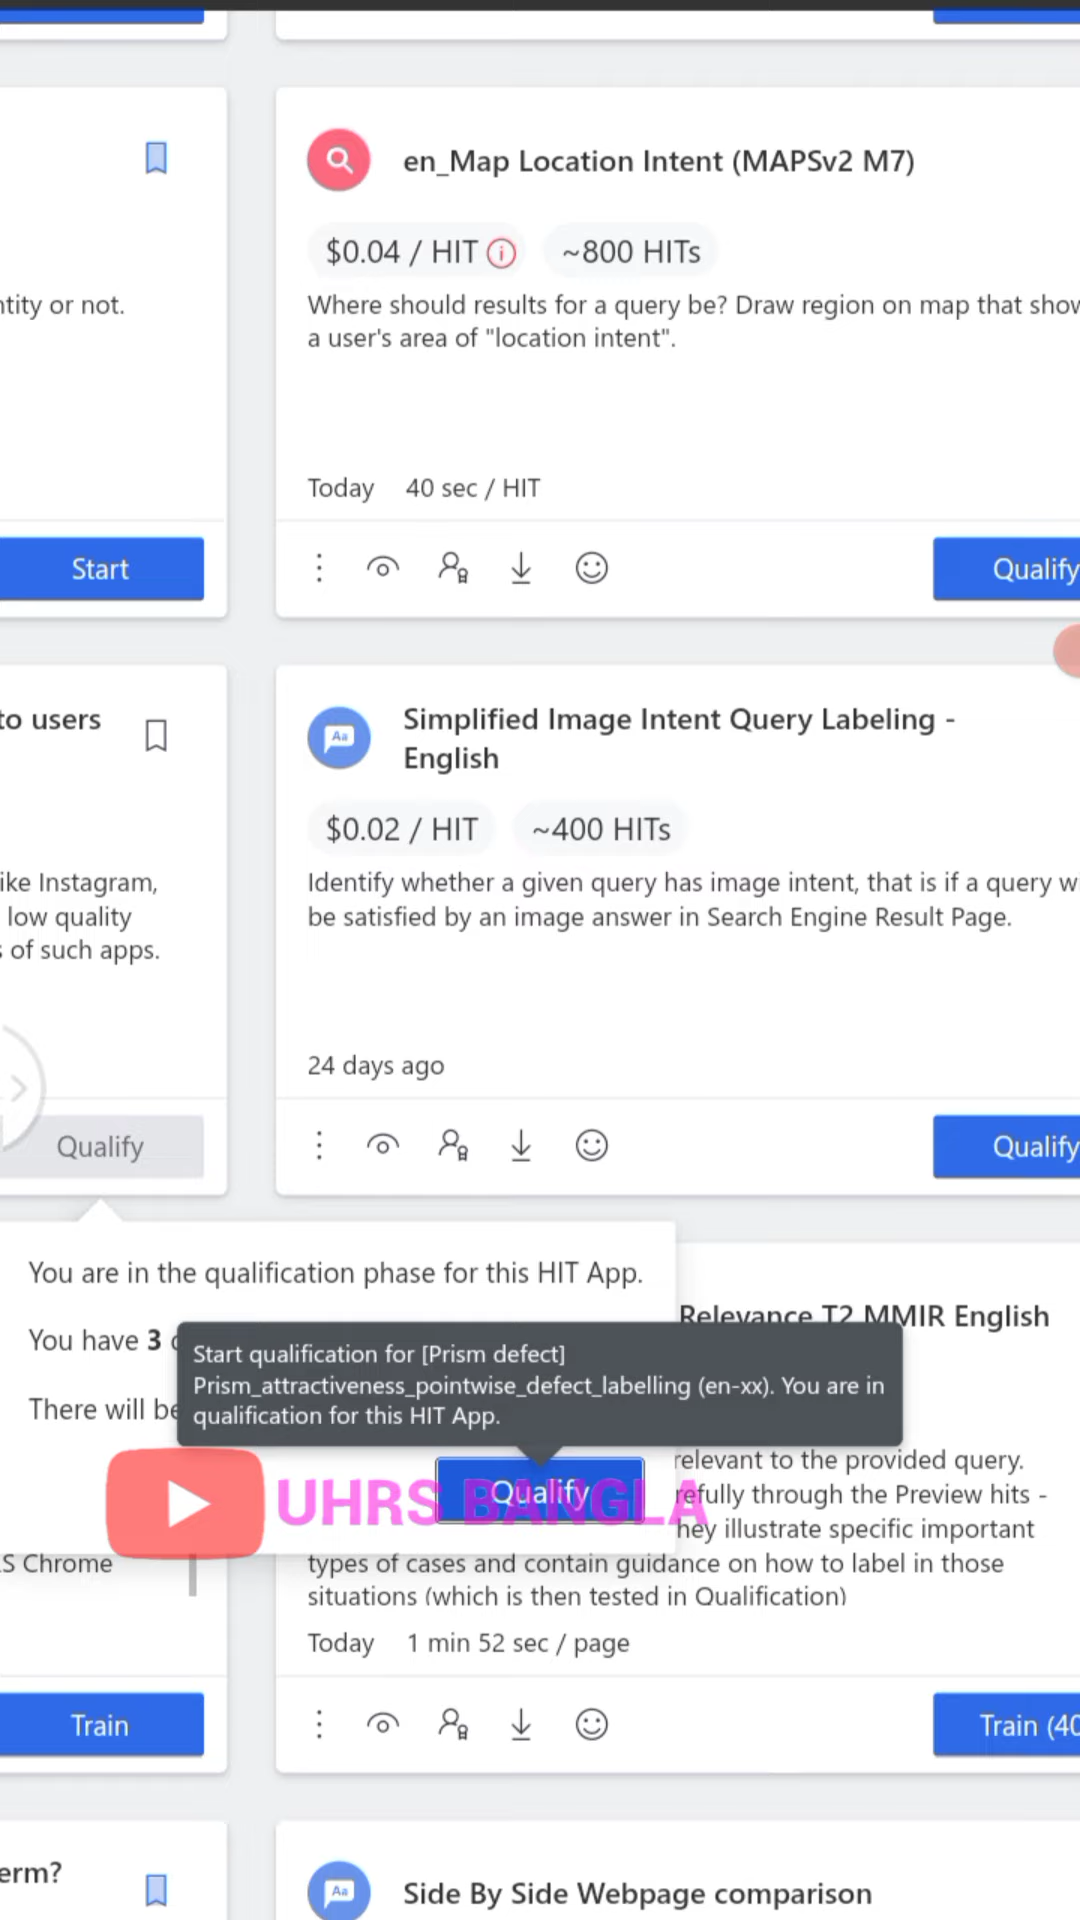 en_Map Location Intent (MAPSv2 M7)
$0.04 / HIT ~800 HITs
ntity or not.
Where should results for a query be? Draw region on map that show
a user's area of "location intent".
Today 40 sec / HIT
Start
Qualify
to users
Simplified Image Intent Query Labeling -
English
$0.02 / HIT ~400 HITs
ike Instagram,
low quality
s of such apps.
Identify whether a given query has image intent, that is if a query wi
be satisfied by an image answer in Search Engine Result Page.
24 days ago
Qualify
Qualify
You are in the qualification phase for this HIT App.
You have 3
There will be
Start qualification for [Prism defect]
Prism_attractiveness_pointwise_defect_labelling (en-xx). You are in
qualification for this HIT App.
Qualify
UHRS BANGLA
Relevance T2 MMIR English
relevant to the provided query.
refully through the Preview hits -
hey illustrate specific important
types of cases and contain guidance on how to label in those
situations (which is then tested in Qualification)
S Chrome
Today 1 min 52 sec / page
Train
Train (40
erm?
Side By Side Webpage comparison